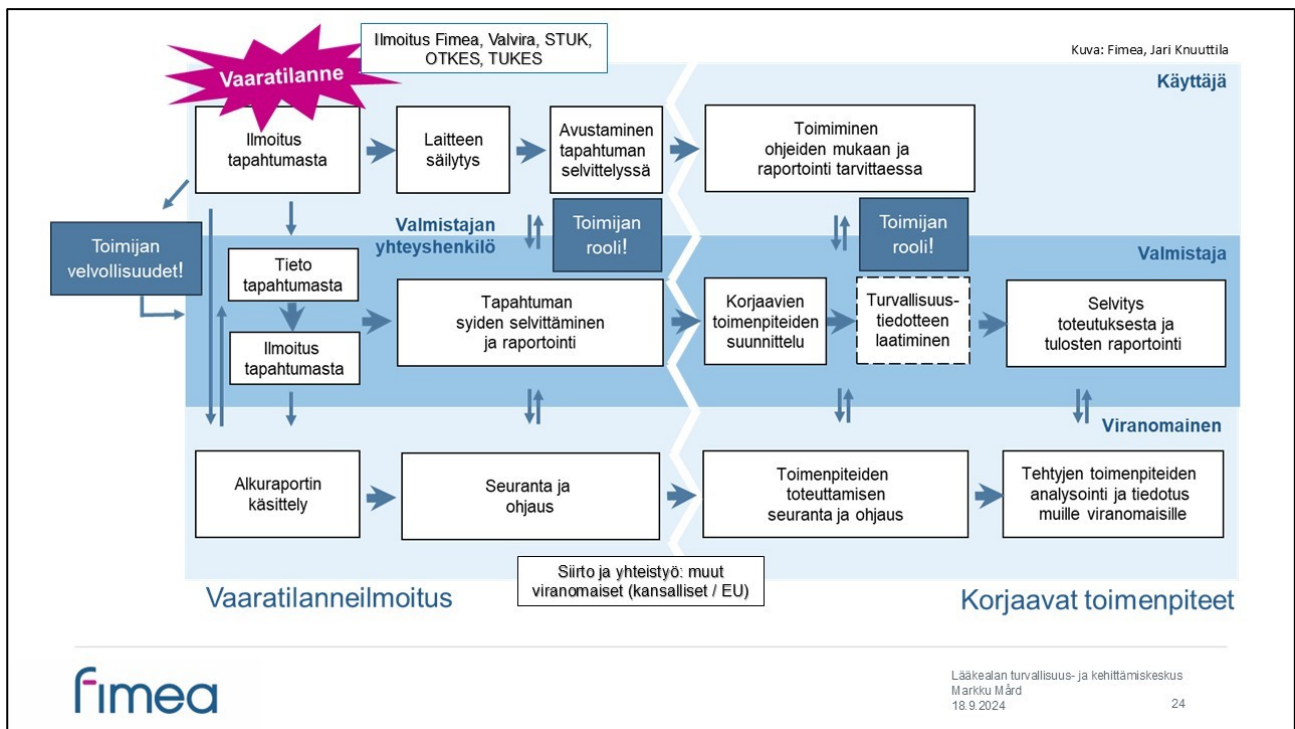 Ilmoitus Fimea, Valvira, STUK,
OTKES, TUKES
Kuva: Fimea, Jari Knuuttila
Vaaratilanne
Käyttäjä
Ilmoitus
tapahtumasta
Laitteen
säilytys
Avustaminen
tapahtuman
selvittelyssä
Toimiminen
ohjeiden mukaan ja
raportointi tarvittaessa
Toimijan
velvollisuudet!
Valmistajan
yhteyshenkilö
Toimijan
rooli!
Toimijan
rooli!
Valmistaja
Tieto
tapahtumasta
Ilmoitus
tapahtumasta
Tapahtuman
syiden selvittäminen
ja raportointi
Korjaavien
toimenpiteiden
suunnittelu
Turvallisuus-
tiedotteen
laatiminen
Selvitys
toteutuksesta ja
tulosten raportointi
Viranomainen
Alkuraportin
käsittely
Seuranta ja
ohjaus
Toimenpiteiden
toteuttamisen
seuranta ja ohjaus
Tehtyjen toimenpiteiden
analysointi ja tiedotus
muille viranomaisille
Siirto ja yhteistyö: muut
viranomaiset (kansalliset / EU)
Vaaratilanneilmoitus
Korjaavat toimenpiteet
fimea
Lääkealan turvallisuus- ja kehittämiskeskus
Markku Mård
18.9.2024
24